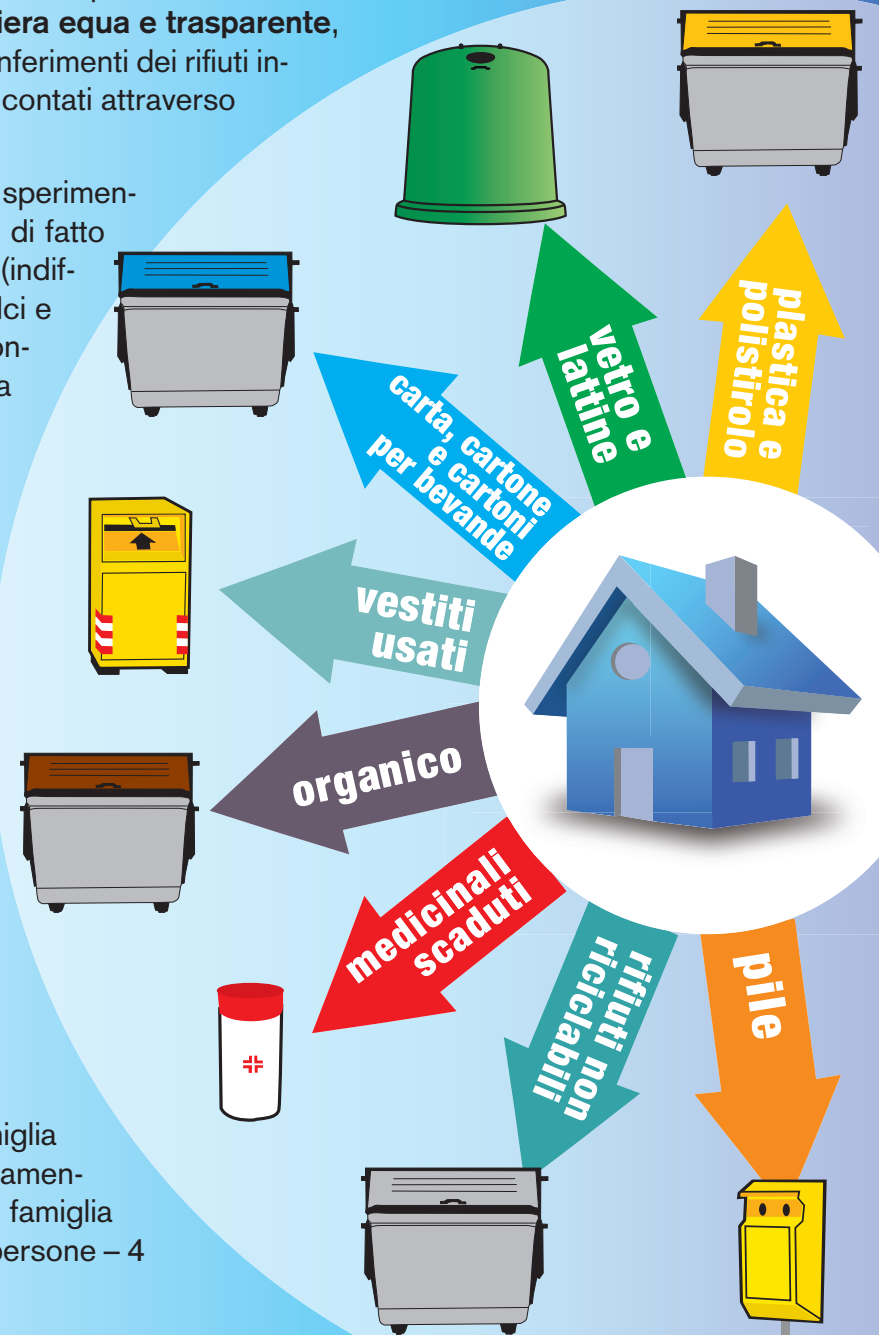 iera equa e trasparente,
nferimenti dei rifiuti in-
contati attraverso
sperimen-
di fatto
(indif-
lci e
on-
a
vetro e
lattine
plastica e
polistirolo
carta, cartone
e cartoni
per bevande
vestiti
usati
organico
medicinali
scaduti
rifiuti non
riciclabili
pile
niglia
amen-
famiglia
persone – 4